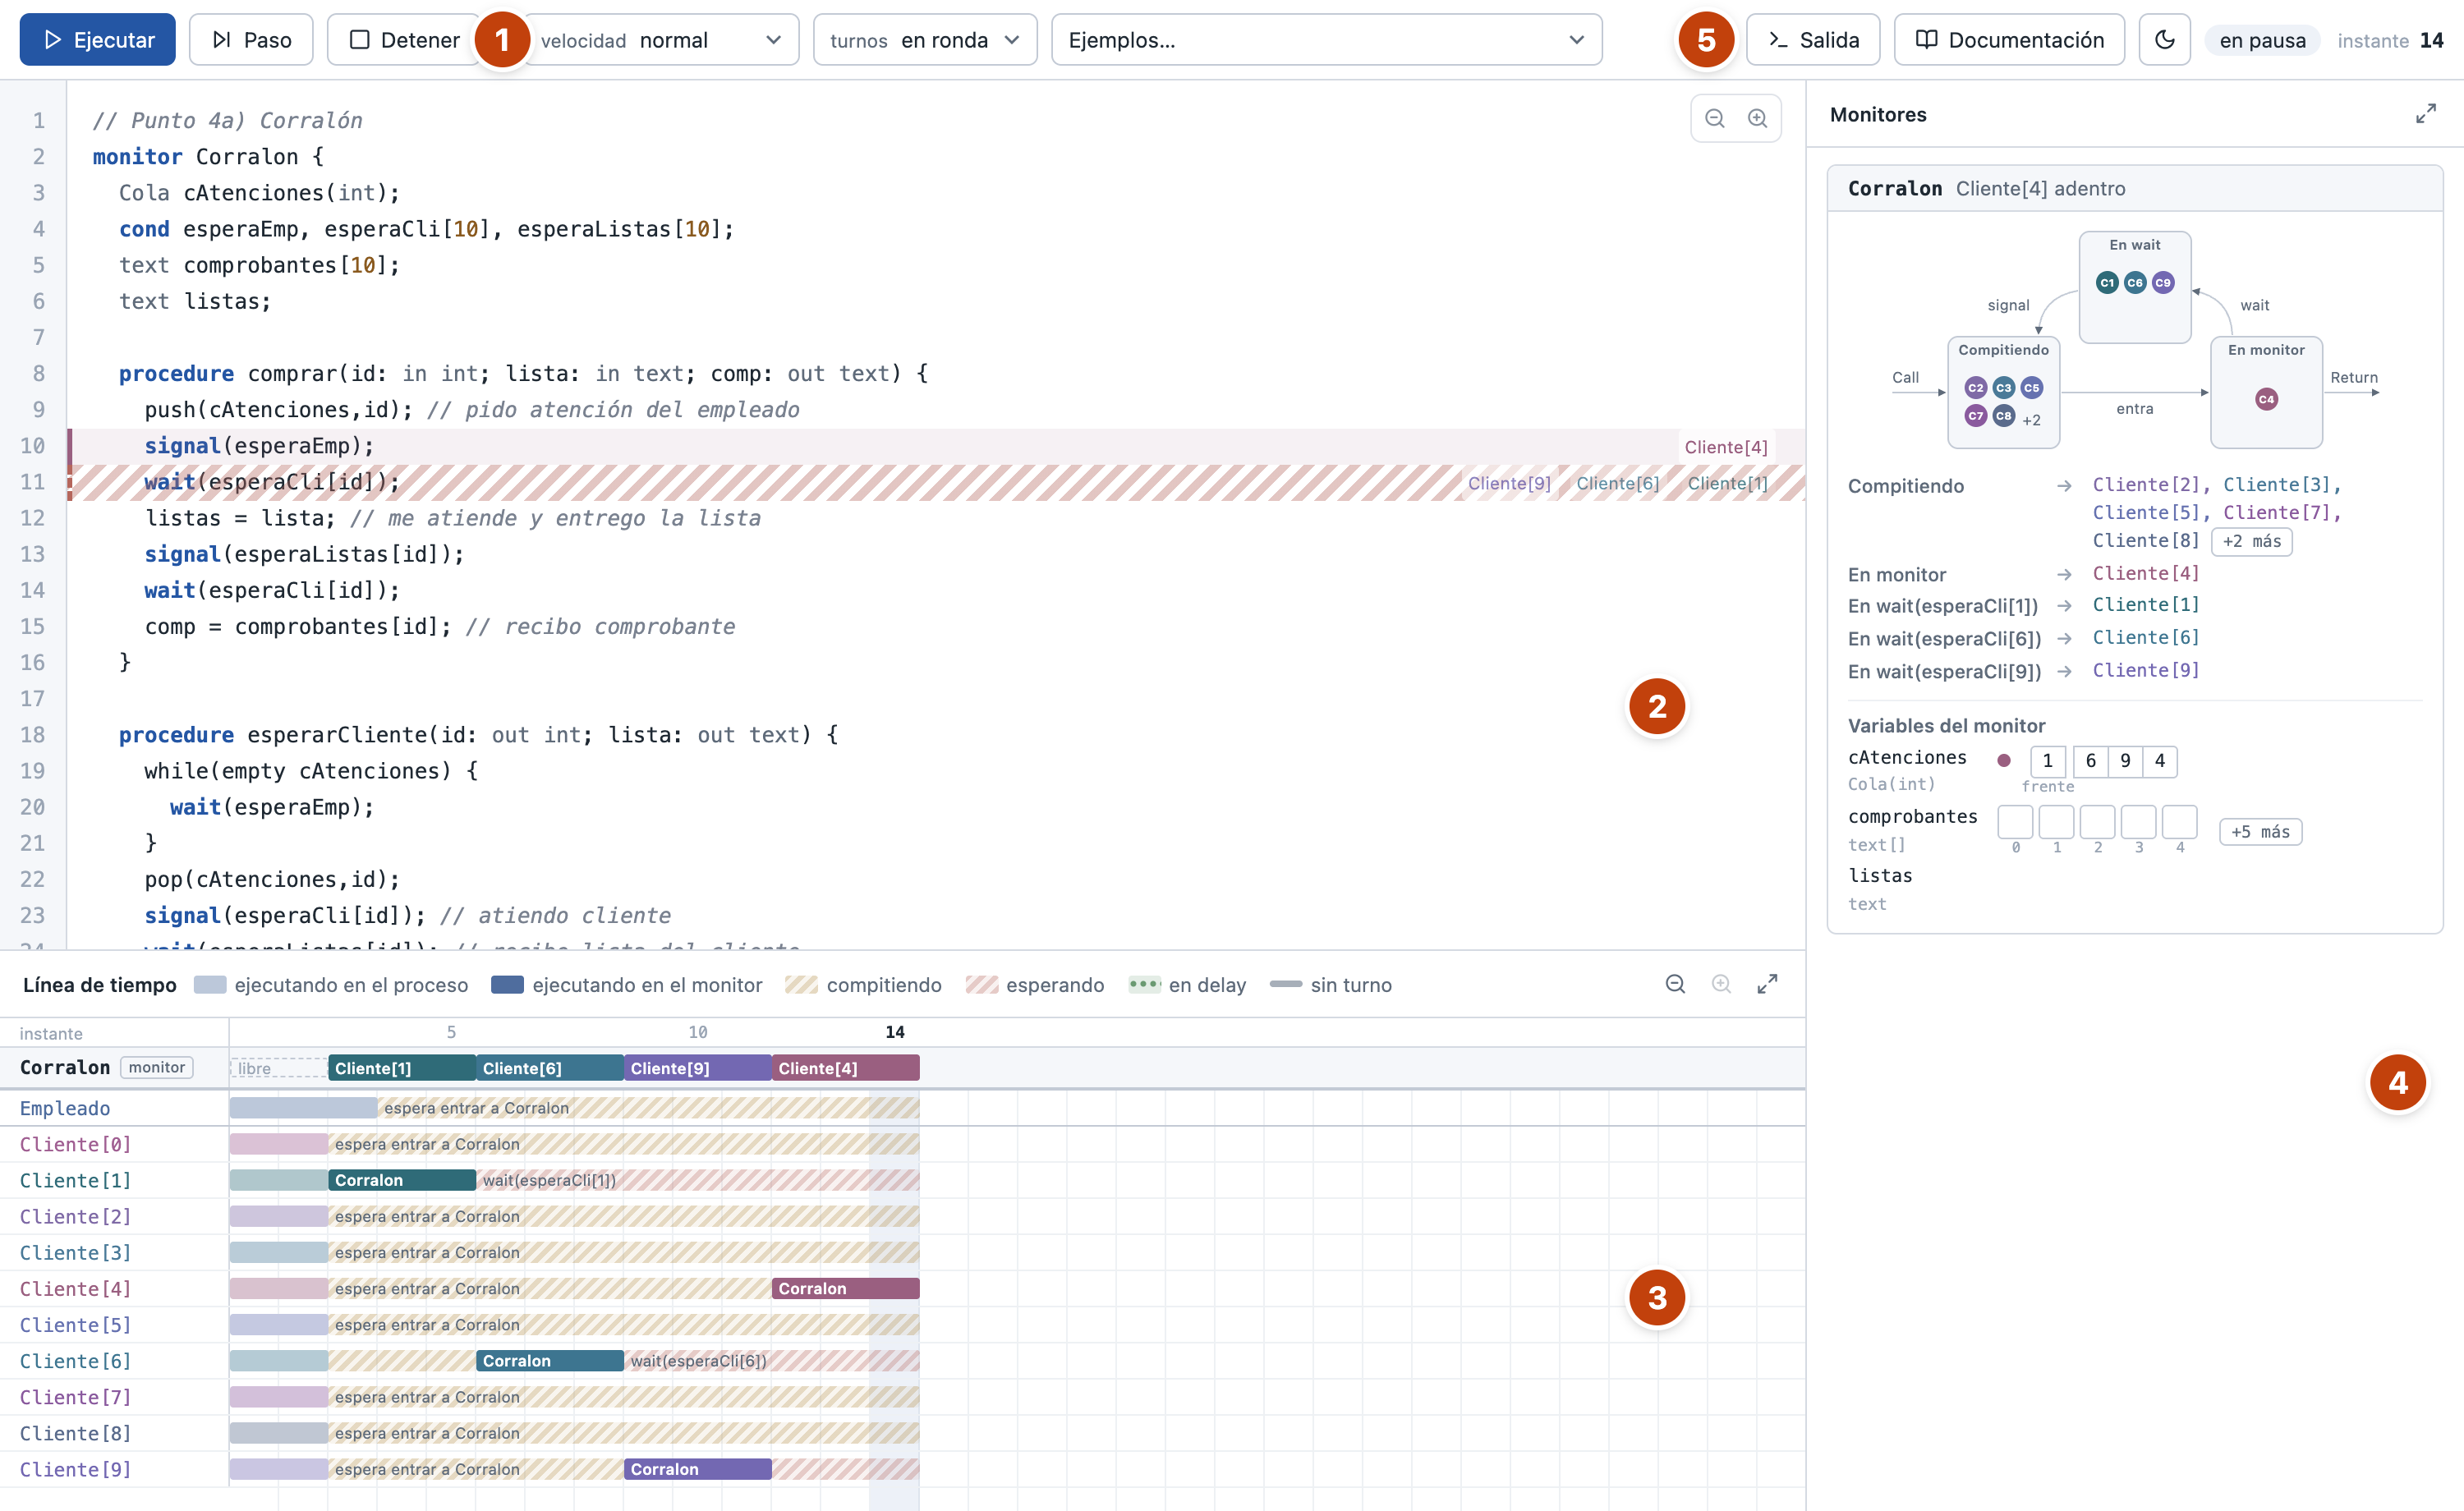 Ejecutar Paso Detener 1 velocidad normal turnos en ronda Ejemplos... 5 Salida Documentación en pausa instante 14
1 // Punto 4a) Corralón
2 monitor Corralon {
3 Cola cAtenciones(int);
4 cond esperaEmp, esperaCli[10], esperaListas[10];
5 text comprobantes[10];
6 text listas;
7
8 procedure comprar(id: in int; lista: in text; comp: out text) {
9 push(cAtenciones,id); // pido atención del empleado
10 signal(esperaEmp); Cliente[4]
11 wait(esperaCli[id]); Cliente[9] Cliente[6] Cliente[1]
12 listas = lista; // me atiende y entrego la lista
13 signal(esperaListas[id]);
14 wait(esperaCli[id]);
15 comp = comprobantes[id]; // recibo comprobante
16 }
17
2
18 procedure esperarCliente(id: out int; lista: out text) {
19 while(empty cAtenciones) {
20 wait(esperaEmp);
21 }
22 pop(cAtenciones,id);
23 signal(esperaCli[id]); // atiendo cliente
24 wait(esperaListas[id]); // recibo lista del cliente
Monitores
Corralon Cliente[4] adentro
En wait
C1 C6 C9
signal wait
Compitiendo En monitor
Call C2 C3 C5 C4 Return
C7 C8 +2
entra
Compitiendo → Cliente[2], Cliente[3],
Cliente[5], Cliente[7],
Cliente[8] +2 más
En monitor → Cliente[4]
En wait(esperaCli[1]) → Cliente[1]
En wait(esperaCli[6]) → Cliente[6]
En wait(esperaCli[9]) → Cliente[9]
Variables del monitor
cAtenciones 1 6 9 4
Cola(int) frente
comprobantes +5 más
text[] 0 1 2 3 4
listas
text
4
Línea de tiempo ejecutando en el proceso ejecutando en el monitor compitiendo esperando en delay sin turno
instante 5 10 14
Corralon monitor libre Cliente[1] Cliente[6] Cliente[9] Cliente[4]
Empleado espera entrar a Corralon
Cliente[0] espera entrar a Corralon
Cliente[1] Corralon wait(esperaCli[1])
Cliente[2] espera entrar a Corralon
Cliente[3] espera entrar a Corralon
Cliente[4] espera entrar a Corralon Corralon
3
Cliente[5] espera entrar a Corralon
Cliente[6] Corralon wait(esperaCli[6])
Cliente[7] espera entrar a Corralon
Cliente[8] espera entrar a Corralon
Cliente[9] espera entrar a Corralon Corralon